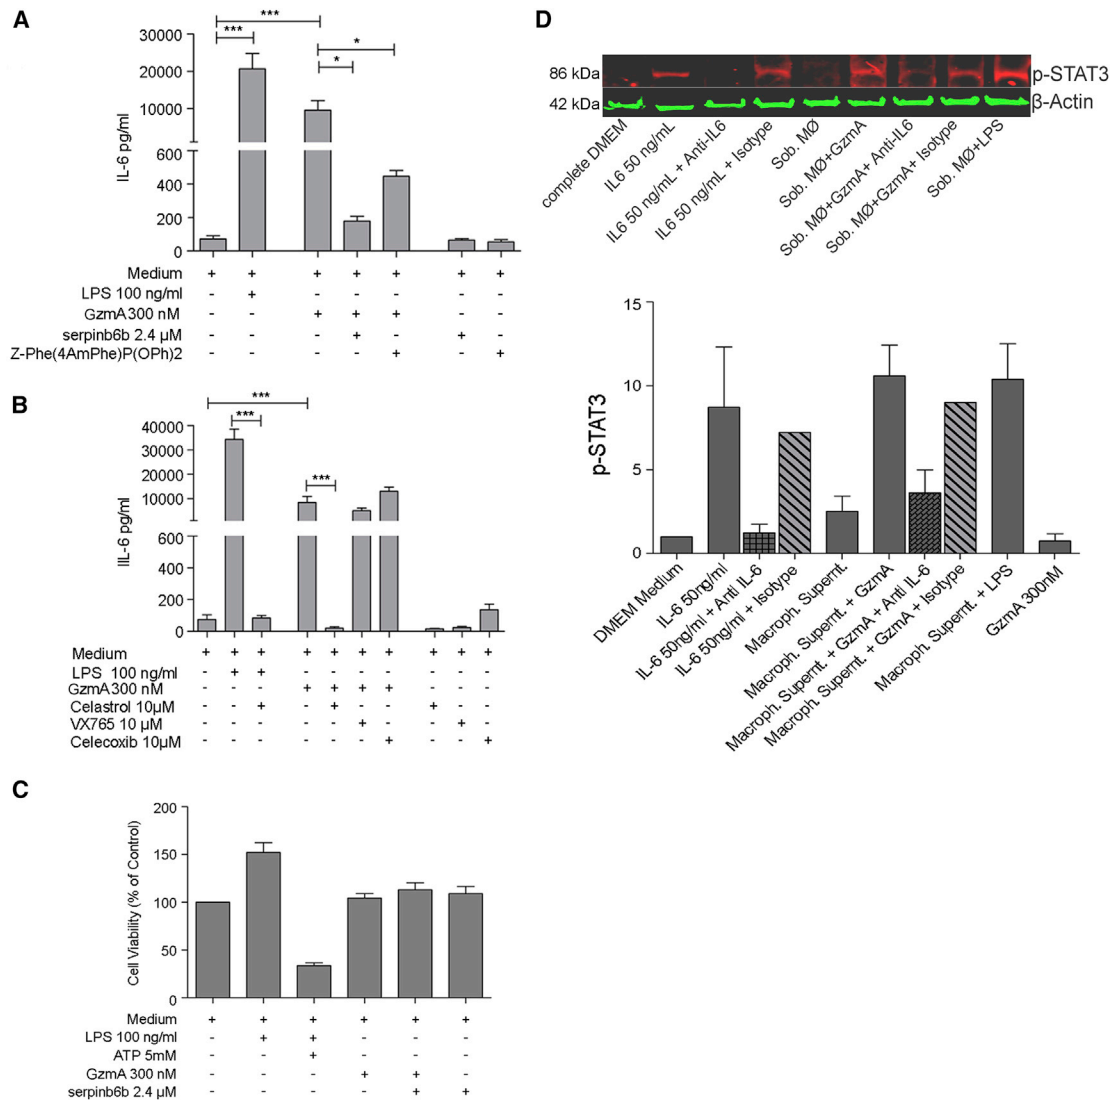 A
***
***
*
*
30000
20000
10000
600
400
200
0
IL-6 pg/ml
Medium + + + + + + +
LPS 100 ng/ml - + - - - - -
GzmA300 nM - - + + + - -
serpinb6b 2.4 µM - - - + - + -
Z-Phe(4AmPhe)P(OPh)2 - - - - + - +
B
***
***
***
40000
30000
20000
10000
600
400
200
0
IIL-6 pg/ml
Medium + + + + + + + + + +
LPS 100 ng/ml - + + - - - - - - -
GzmA300 nM - - - + + + + - - -
Celastrol 10µM - - + - + - - + - -
VX765 10 µM - - - - - + - - + -
Celecoxib 10µM - - - - - - + - - +
C
200
150
100
50
0
Cell Viability (% of Control)
Medium + + + + + +
LPS 100 ng/ml - + + - - -
ATP 5mM - - + - - -
GzmA 300 nM - - - + + -
serpinb6b 2.4 µM - - - - + +
D
86 kDa
p-STAT3
42 kDa
β-Actin
complete DMEM
IL6 50 ng/mL
IL6 50 ng/mL + Anti-IL6
IL6 50 ng/mL + Isotype
Sob. MØ
Sob. MØ+GzmA
Sob. MØ+GzmA+ Anti-IL6
Sob. MØ+GzmA+ Isotype
Sob. MØ+LPS
15
10
5
0
p-STAT3
DMEM Medium
IL-6 50ng/ml
IL-6 50ng/ml + Anti IL-6
IL-6 50ng/ml + Isotype
Macroph. Supernt.
Macroph. Supernt. + GzmA
Macroph. Supernt. + GzmA + Anti IL-6
Macroph. Supernt. + GzmA + Isotype
Macroph. Supernt. + LPS
GzmA 300nM